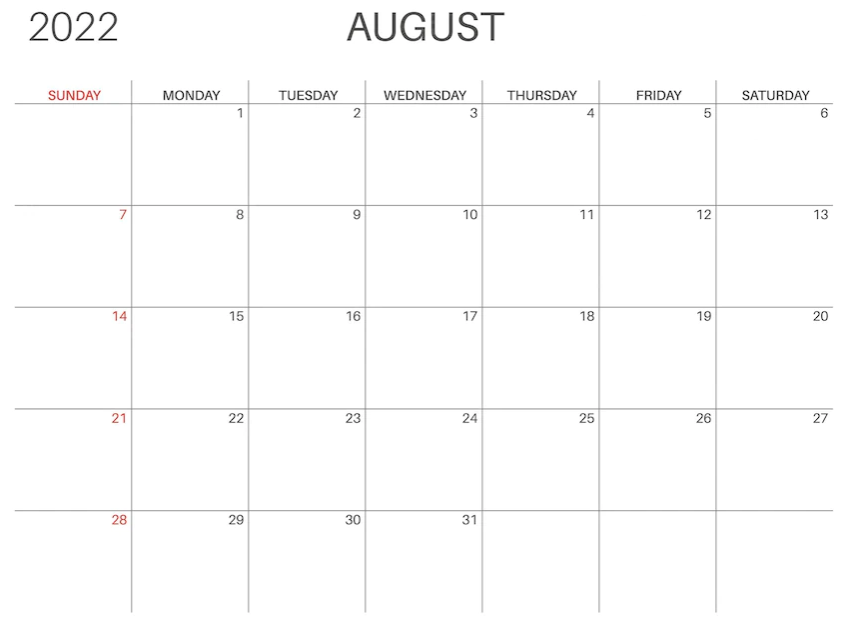 2022 AUGUST
SUNDAY MONDAY TUESDAY WEDNESDAY THURSDAY FRIDAY SATURDAY
1 2 3 4 5 6
7 8 9 10 11 12 13
14 15 16 17 18 19 20
21 22 23 24 25 26 27
28 29 30 31